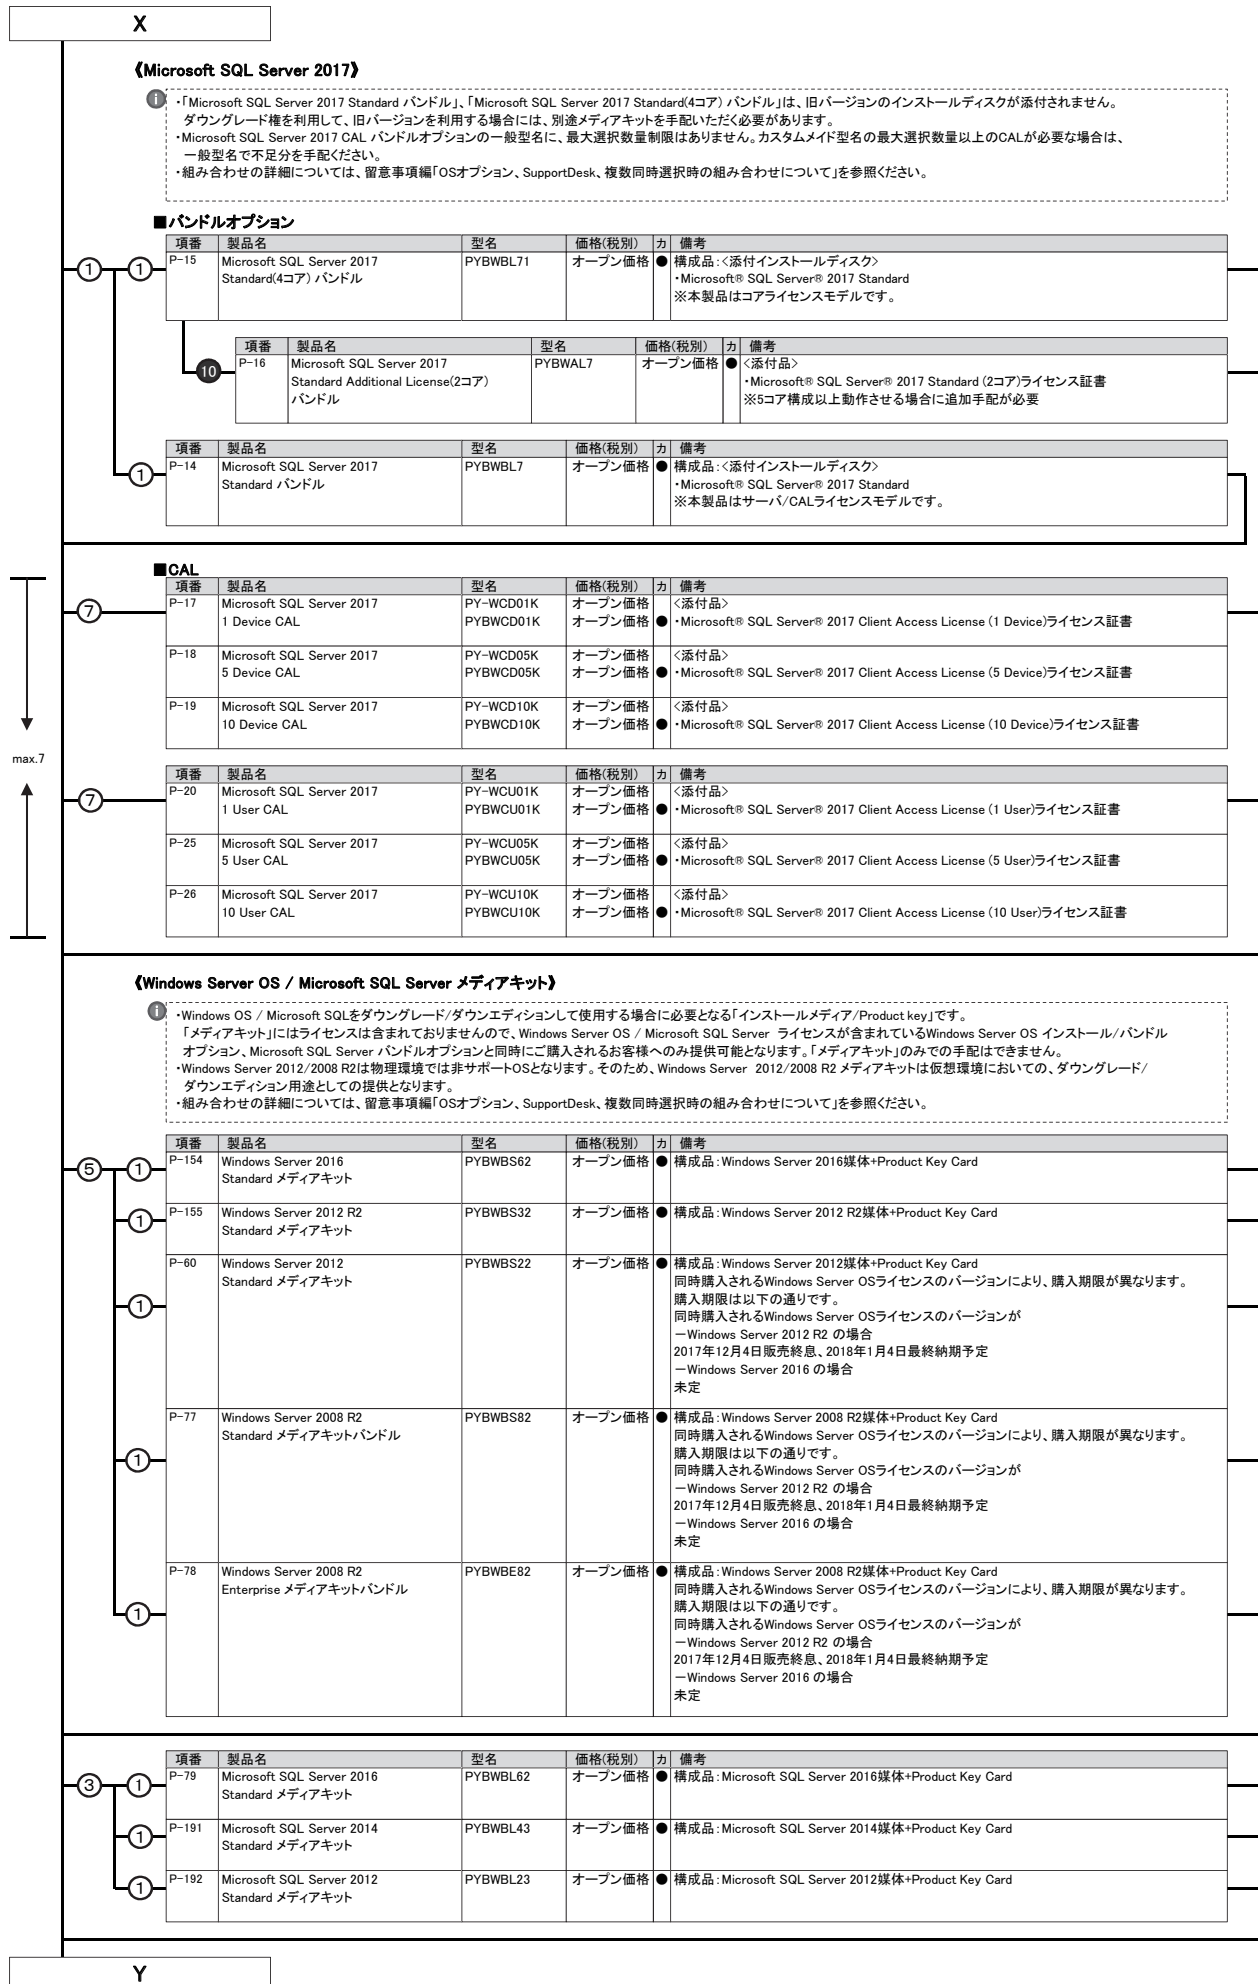 X
《Microsoft SQL Server 2017》
・「Microsoft SQL Server 2017 Standard バンドル」、「Microsoft SQL Server 2017 Standard(4コア) バンドル」は、旧バージョンのインストールディスクが添付されません。
ダウングレード権を利用して、旧バージョンを利用する場合には、別途メディアキットを手配いただく必要があります。
・Microsoft SQL Server 2017 CAL バンドルオプションの一般型名に、最大選択数量制限はありません。カスタムメイド型名の最大選択数量以上のCALが必要な場合は、
一般型名で不足分を手配ください。
・組み合わせの詳細については、留意事項編「OSオプション、SupportDesk、複数同時選択時の組み合わせについて」を参照ください。
■バンドルオプション
項番 製品名 型名 価格(税別) カ 備考
① ① P-15 Microsoft SQL Server 2017 PYBWBL71 オープン価格 ● 構成品:<添付インストールディスク>
Standard(4コア) バンドル ・Microsoft® SQL Server® 2017 Standard
※本製品はコアライセンスモデルです。
項番 製品名 型名 価格(税別) カ 備考
10 P-16 Microsoft SQL Server 2017 PYBWAL7 オープン価格 ● <添付品>
Standard Additional License(2コア) ・Microsoft® SQL Server® 2017 Standard (2コア)ライセンス証書
バンドル ※5コア構成以上動作させる場合に追加手配が必要
項番 製品名 型名 価格(税別) カ 備考
① P-14 Microsoft SQL Server 2017 PYBWBL7 オープン価格 ● 構成品:<添付インストールディスク>
Standard バンドル ・Microsoft® SQL Server® 2017 Standard
※本製品はサーバ/CALライセンスモデルです。
■CAL
項番 製品名 型名 価格(税別) カ 備考
⑦ P-17 Microsoft SQL Server 2017 PY-WCD01K オープン価格 <添付品>
1 Device CAL PYBWCD01K オープン価格 ● ・Microsoft® SQL Server® 2017 Client Access License (1 Device)ライセンス証書
P-18 Microsoft SQL Server 2017 PY-WCD05K オープン価格 <添付品>
5 Device CAL PYBWCD05K オープン価格 ● ・Microsoft® SQL Server® 2017 Client Access License (5 Device)ライセンス証書
P-19 Microsoft SQL Server 2017 PY-WCD10K オープン価格 <添付品>
10 Device CAL PYBWCD10K オープン価格 ● ・Microsoft® SQL Server® 2017 Client Access License (10 Device)ライセンス証書
max.7
項番 製品名 型名 価格(税別) カ 備考
⑦ P-20 Microsoft SQL Server 2017 PY-WCU01K オープン価格 <添付品>
1 User CAL PYBWCU01K オープン価格 ● ・Microsoft® SQL Server® 2017 Client Access License (1 User)ライセンス証書
P-25 Microsoft SQL Server 2017 PY-WCU05K オープン価格 <添付品>
5 User CAL PYBWCU05K オープン価格 ● ・Microsoft® SQL Server® 2017 Client Access License (5 User)ライセンス証書
P-26 Microsoft SQL Server 2017 PY-WCU10K オープン価格 <添付品>
10 User CAL PYBWCU10K オープン価格 ● ・Microsoft® SQL Server® 2017 Client Access License (10 User)ライセンス証書
《Windows Server OS / Microsoft SQL Server メディアキット》
・Windows OS / Microsoft SQLをダウングレード/ダウンエディションして使用する場合に必要となる「インストールメディア/Product key」です。
「メディアキット」にはライセンスは含まれておりませんので、Windows Server OS / Microsoft SQL Server ライセンスが含まれているWindows Server OS インストール/バンドル
オプション、Microsoft SQL Server バンドルオプションと同時にご購入されるお客様へのみ提供可能となります。「メディアキット」のみでの手配はできません。
・Windows Server 2012/2008 R2は物理環境では非サポートOSとなります。そのため、Windows Server 2012/2008 R2 メディアキットは仮想環境においての、ダウングレード/
ダウンエディション用途としての提供となります。
・組み合わせの詳細については、留意事項編「OSオプション、SupportDesk、複数同時選択時の組み合わせについて」を参照ください。
項番 製品名 型名 価格(税別) カ 備考
⑤ ① P-154 Windows Server 2016 PYBWBS62 オープン価格 ● 構成品:Windows Server 2016媒体+Product Key Card
Standard メディアキット
① P-155 Windows Server 2012 R2 PYBWBS32 オープン価格 ● 構成品:Windows Server 2012 R2媒体+Product Key Card
Standard メディアキット
① P-60 Windows Server 2012 PYBWBS22 オープン価格 ● 構成品:Windows Server 2012媒体+Product Key Card
Standard メディアキット 同時購入されるWindows Server OSライセンスのバージョンにより、購入期限が異なります。
購入期限は以下の通りです。
同時購入されるWindows Server OSライセンスのバージョンが
－Windows Server 2012 R2 の場合
2017年12月4日販売終息、2018年1月4日最終納期予定
－Windows Server 2016 の場合
未定
① P-77 Windows Server 2008 R2 PYBWBS82 オープン価格 ● 構成品:Windows Server 2008 R2媒体+Product Key Card
Standard メディアキットバンドル 同時購入されるWindows Server OSライセンスのバージョンにより、購入期限が異なります。
購入期限は以下の通りです。
同時購入されるWindows Server OSライセンスのバージョンが
－Windows Server 2012 R2 の場合
2017年12月4日販売終息、2018年1月4日最終納期予定
－Windows Server 2016 の場合
未定
① P-78 Windows Server 2008 R2 PYBWBE82 オープン価格 ● 構成品:Windows Server 2008 R2媒体+Product Key Card
Enterprise メディアキットバンドル 同時購入されるWindows Server OSライセンスのバージョンにより、購入期限が異なります。
購入期限は以下の通りです。
同時購入されるWindows Server OSライセンスのバージョンが
－Windows Server 2012 R2 の場合
2017年12月4日販売終息、2018年1月4日最終納期予定
－Windows Server 2016 の場合
未定
項番 製品名 型名 価格(税別) カ 備考
③ ① P-79 Microsoft SQL Server 2016 PYBWBL62 オープン価格 ● 構成品:Microsoft SQL Server 2016媒体+Product Key Card
Standard メディアキット
① P-191 Microsoft SQL Server 2014 PYBWBL43 オープン価格 ● 構成品:Microsoft SQL Server 2014媒体+Product Key Card
Standard メディアキット
① P-192 Microsoft SQL Server 2012 PYBWBL23 オープン価格 ● 構成品:Microsoft SQL Server 2012媒体+Product Key Card
Standard メディアキット
Y